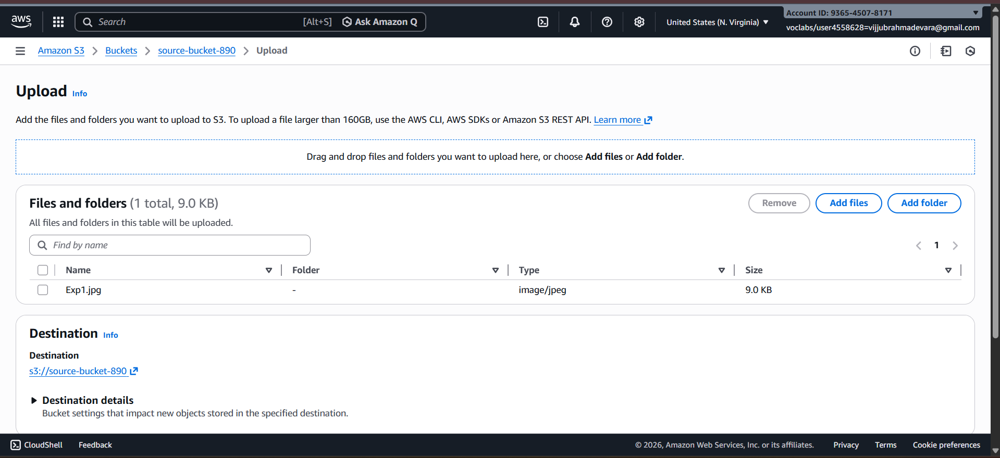 aws
Search [Alt+S] Ask Amazon Q
United States (N. Virginia)
Account ID: 9365-4507-8171
voclabs/user4558628=vijjubrahmadevara@gmail.com
Amazon S3 Buckets source-bucket-890 Upload
Upload Info
Add the files and folders you want to upload to S3. To upload a file larger than 160GB, use the AWS CLI, AWS SDKs or Amazon S3 REST API. Learn more
Drag and drop files and folders you want to upload here, or choose Add files or Add folder.
Files and folders (1 total, 9.0 KB)
Remove Add files Add folder
All files and folders in this table will be uploaded.
Find by name
1
Name Folder Type Size
Exp1.jpg - image/jpeg 9.0 KB
Destination Info
Destination
s3://source-bucket-890
Destination details
Bucket settings that impact new objects stored in the specified destination.
CloudShell Feedback © 2026, Amazon Web Services, Inc. or its affiliates. Privacy Terms Cookie preferences